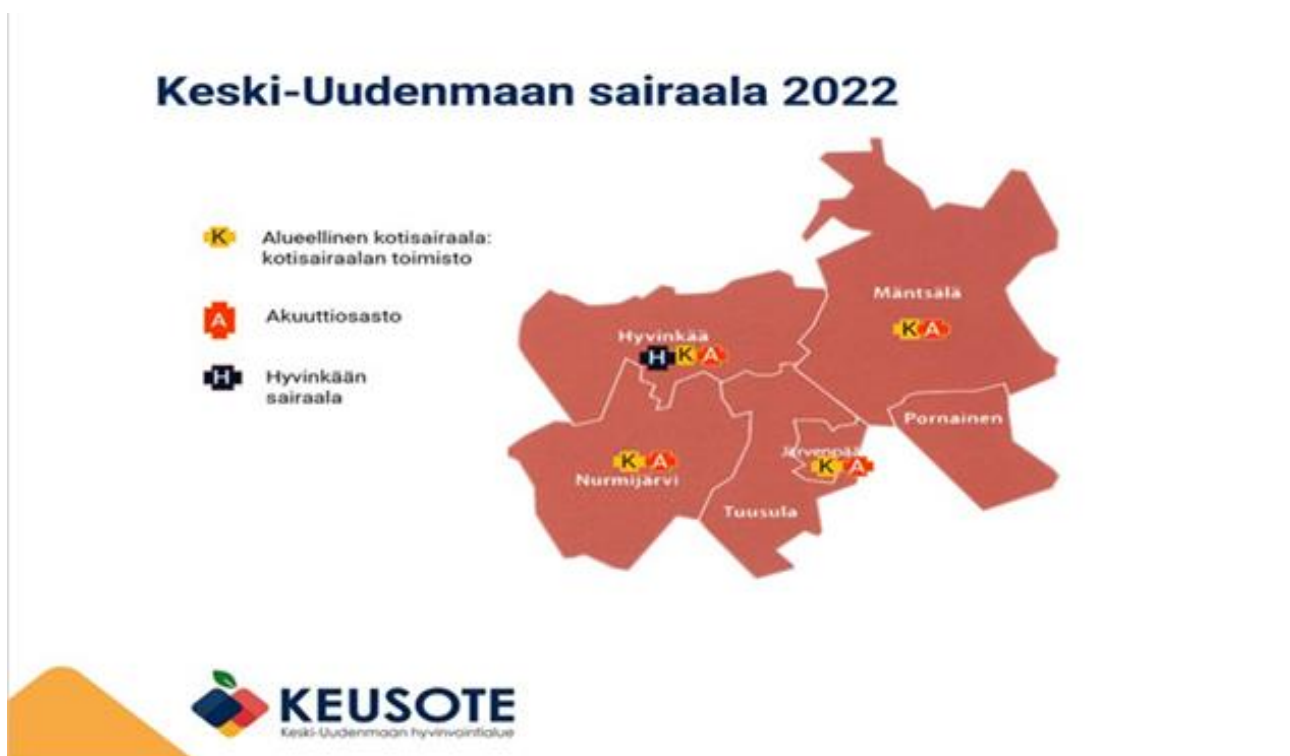 Keski-Uudenmaan sairaala 2022
K
Alueellinen kotisairaala:
kotisairaalan toimisto
A
Akuuttiosasto
H
Hyvinkään
sairaala
Mäntsälä
K A
Hyvinkää
H K A
Pornainen
Järvenpää
K A
K A
Nurmijärvi
Tuusula
KEUSOTE
Keski-Uudenmaan hyvinvointialue